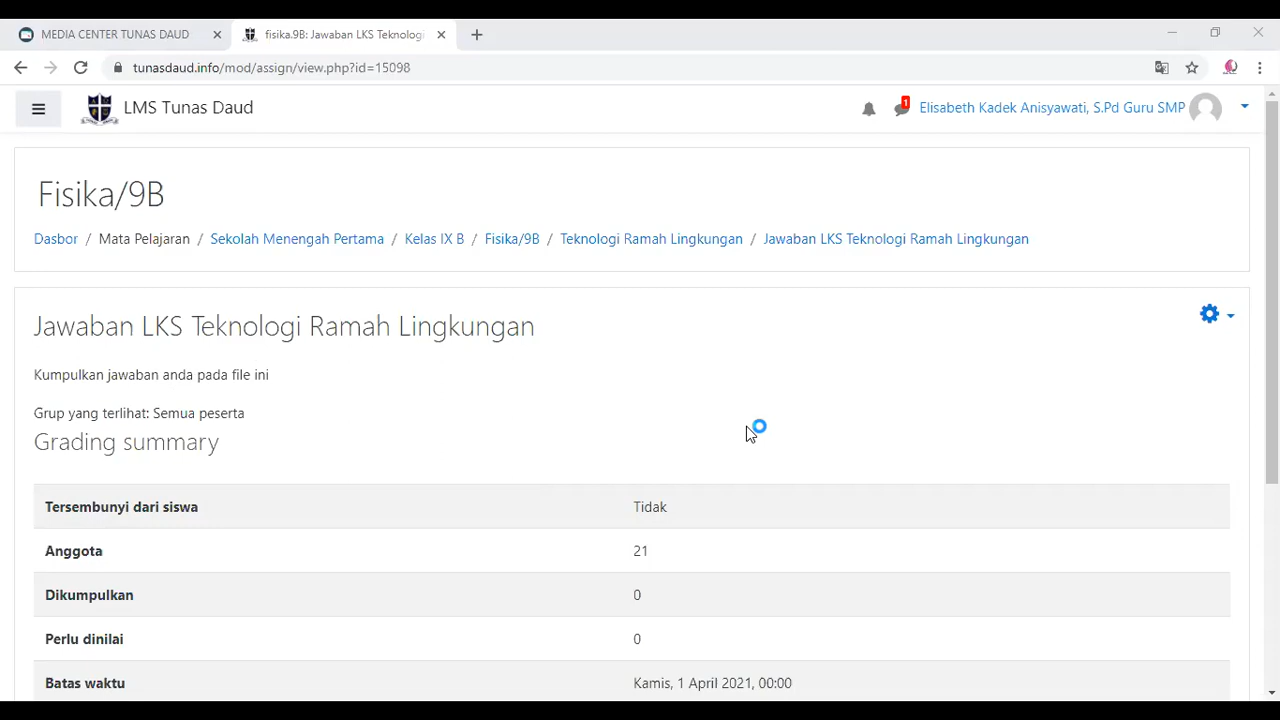 MEDIA CENTER TUNAS DAUD
fisika.9B: Jawaban LKS Teknologi
tunasdaud.info/mod/assign/view.php?id=15098
LMS Tunas Daud
1
Elisabeth Kadek Anisyawati, S.Pd Guru SMP
Fisika/9B
Dasbor / Mata Pelajaran / Sekolah Menengah Pertama / Kelas IX B / Fisika/9B / Teknologi Ramah Lingkungan / Jawaban LKS Teknologi Ramah Lingkungan
Jawaban LKS Teknologi Ramah Lingkungan
Kumpulkan jawaban anda pada file ini
Grup yang terlihat: Semua peserta
Grading summary
Tersembunyi dari siswa Tidak
Anggota 21
Dikumpulkan 0
Perlu dinilai 0
Batas waktu Kamis, 1 April 2021, 00:00